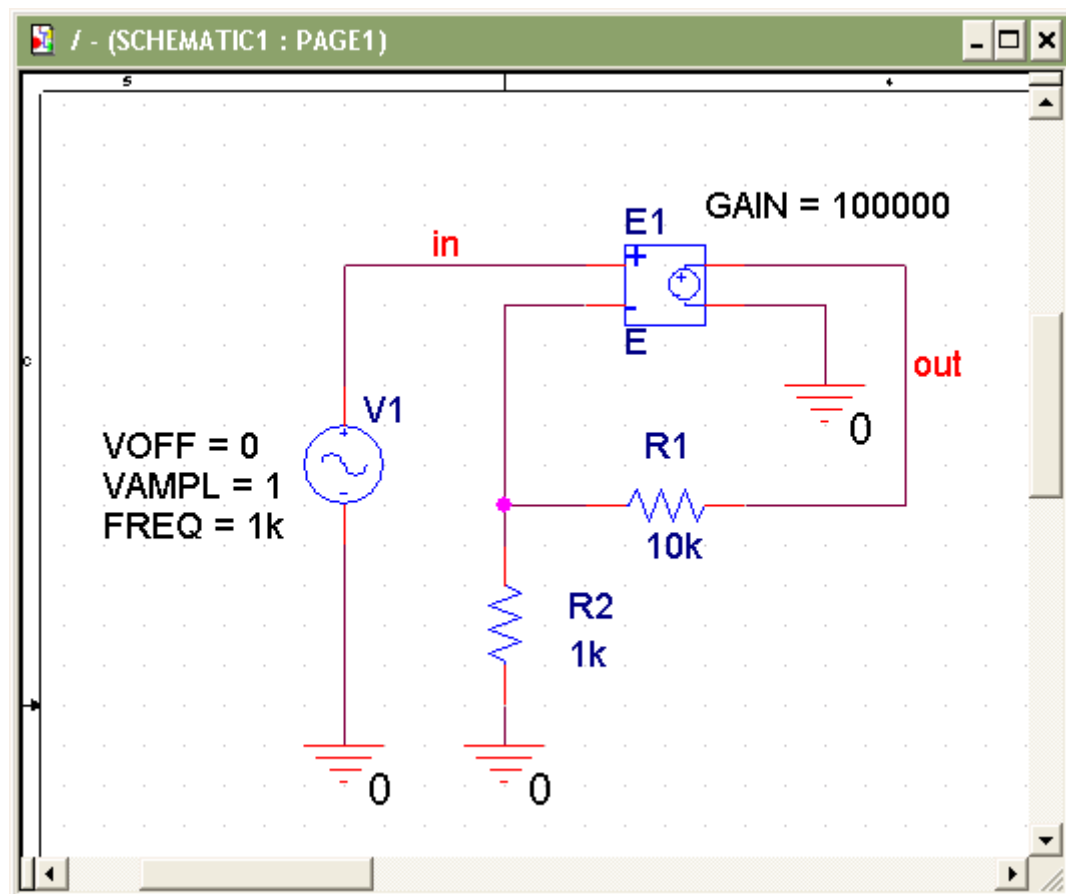 / - (SCHEMATIC1 : PAGE1)
5
4
GAIN = 100000
E1
in
+
-
E
C
out
V1
0
VOFF = 0
VAMPL = 1
FREQ = 1k
R1
10k
R2
1k
0
0